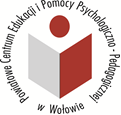 Powiatowe Centrum Edukacji i Pomocy Psychologiczno - Pedagogicznej
w Wołowie